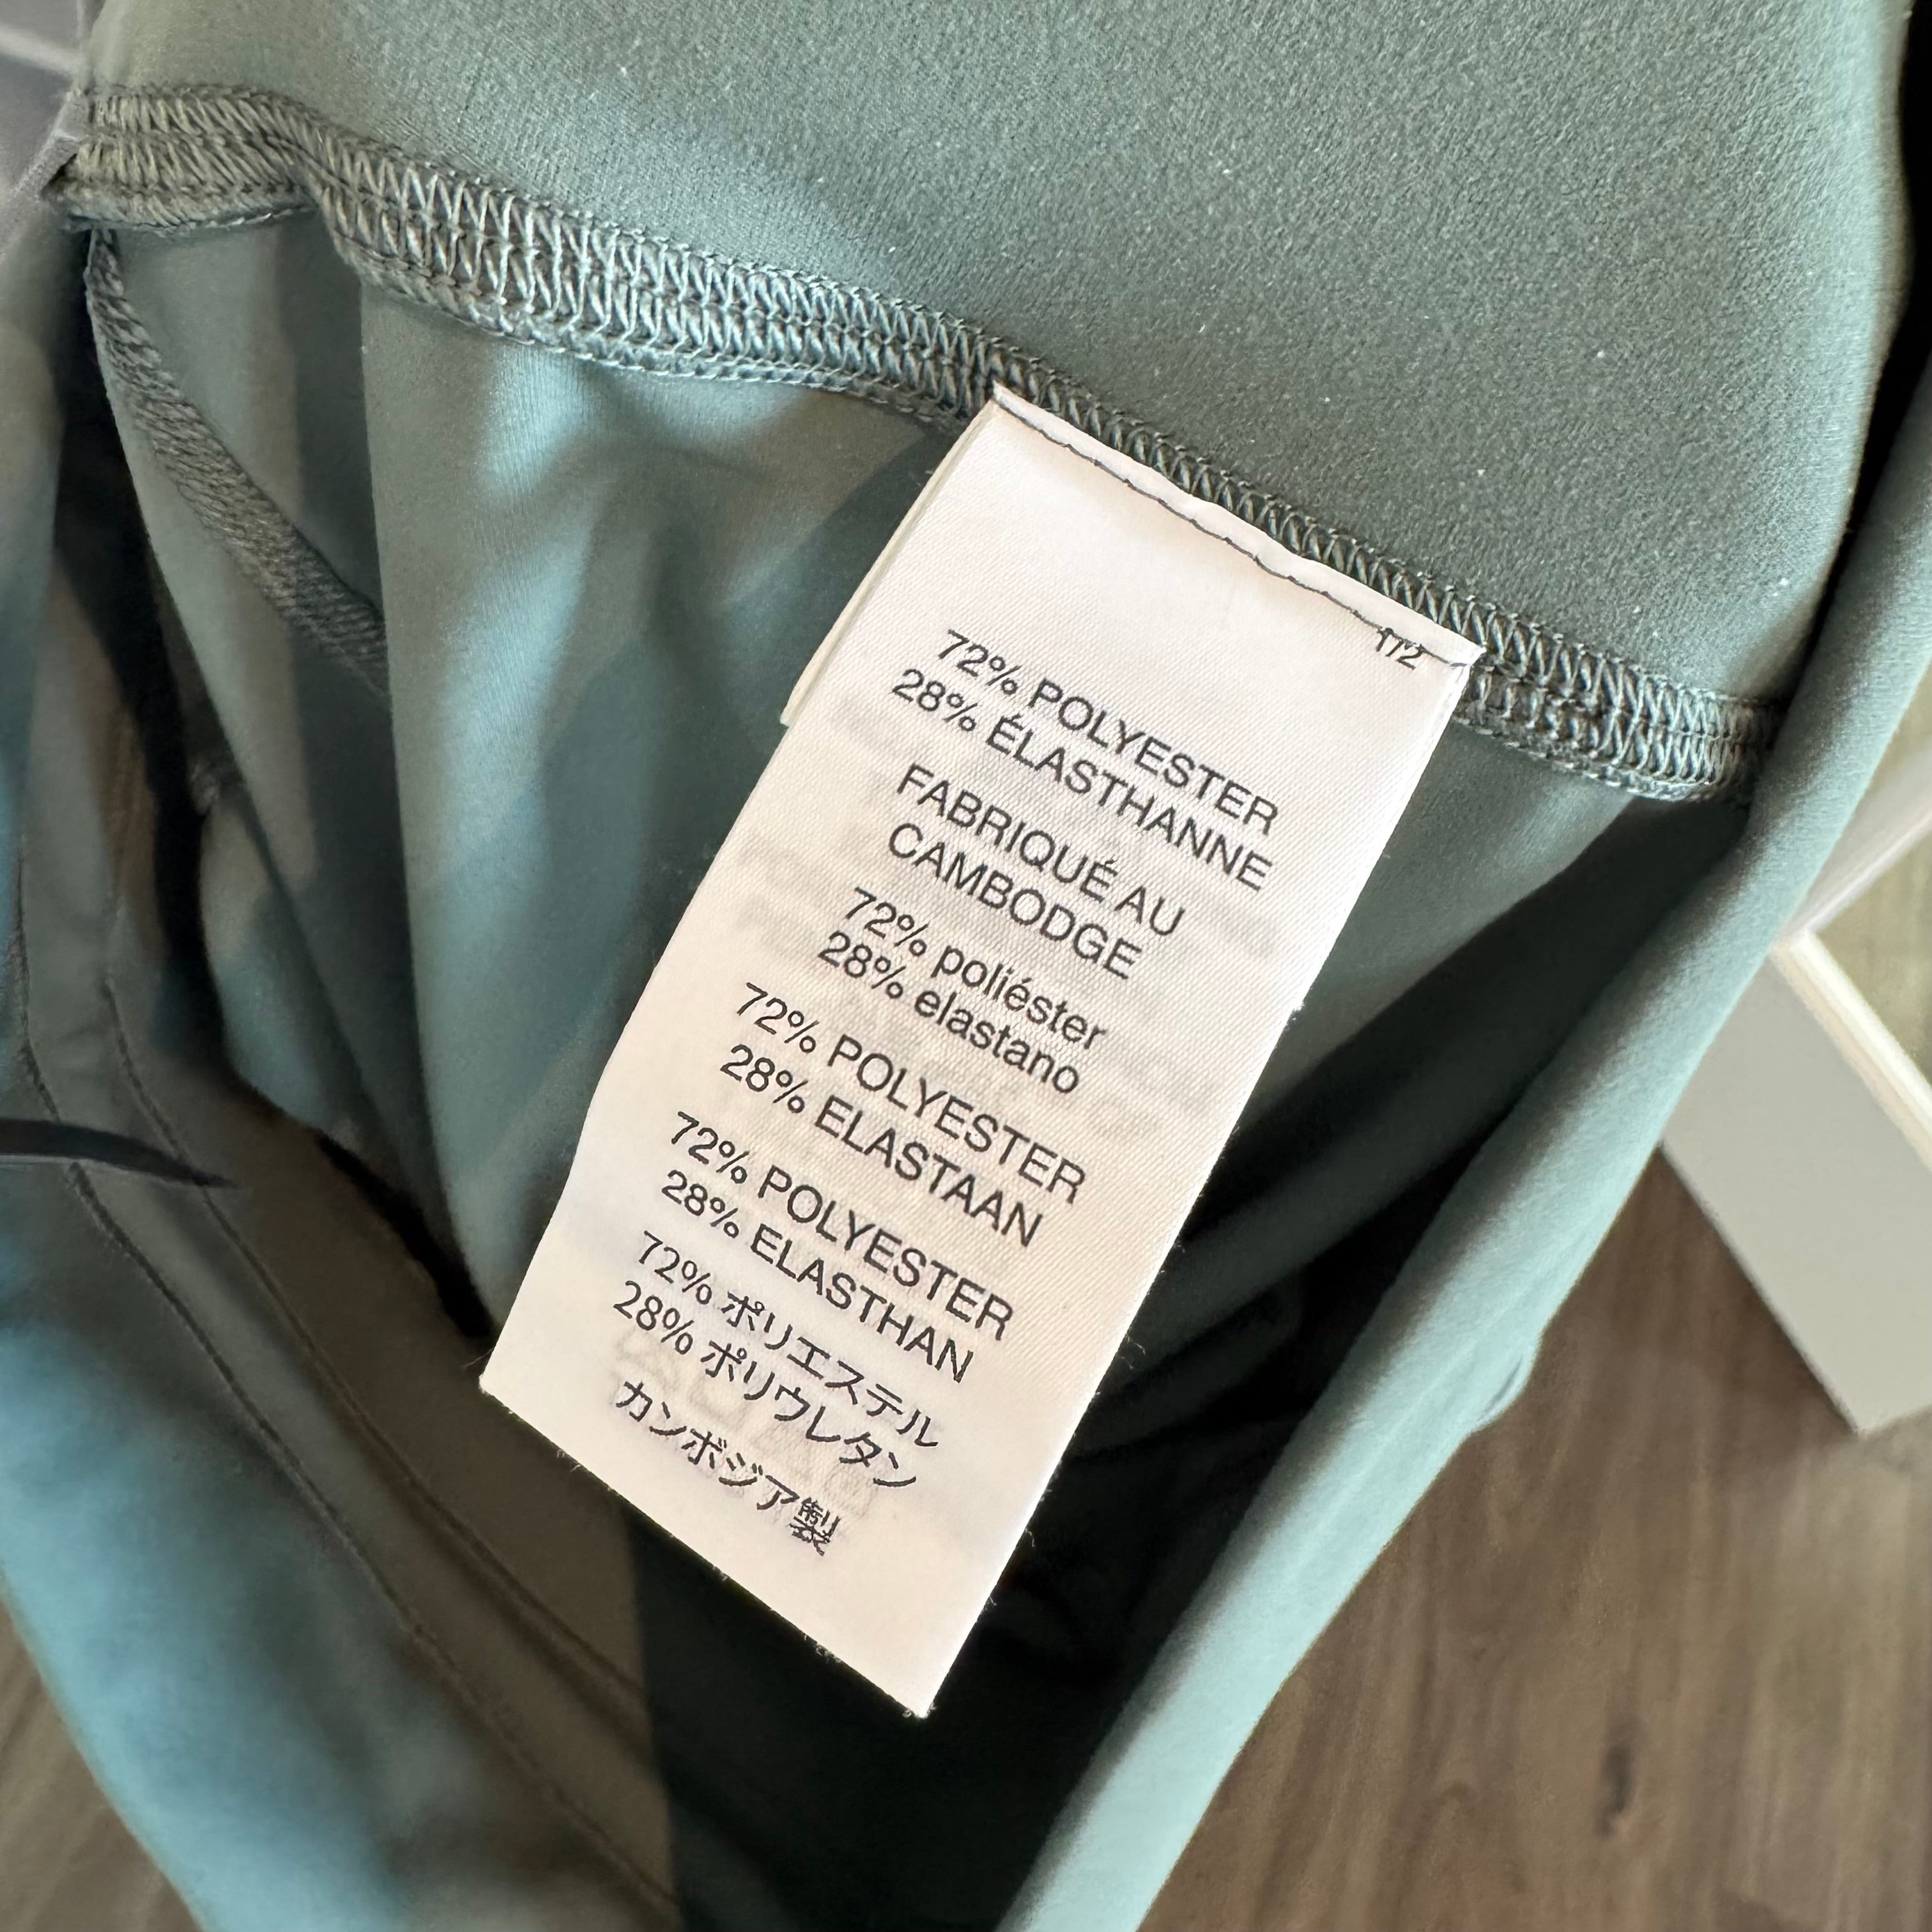 1/2
72% POLYESTER
28% ÉLASTHANNE
FABRIQUÉ AU
CAMBODGE
72% poliéster
28% elastano
72% POLYESTER
28% ELASTAAN
72% POLYESTER
28% ELASTHAN
72% ポリエステル
28% ポリウレタン
カンボジア製